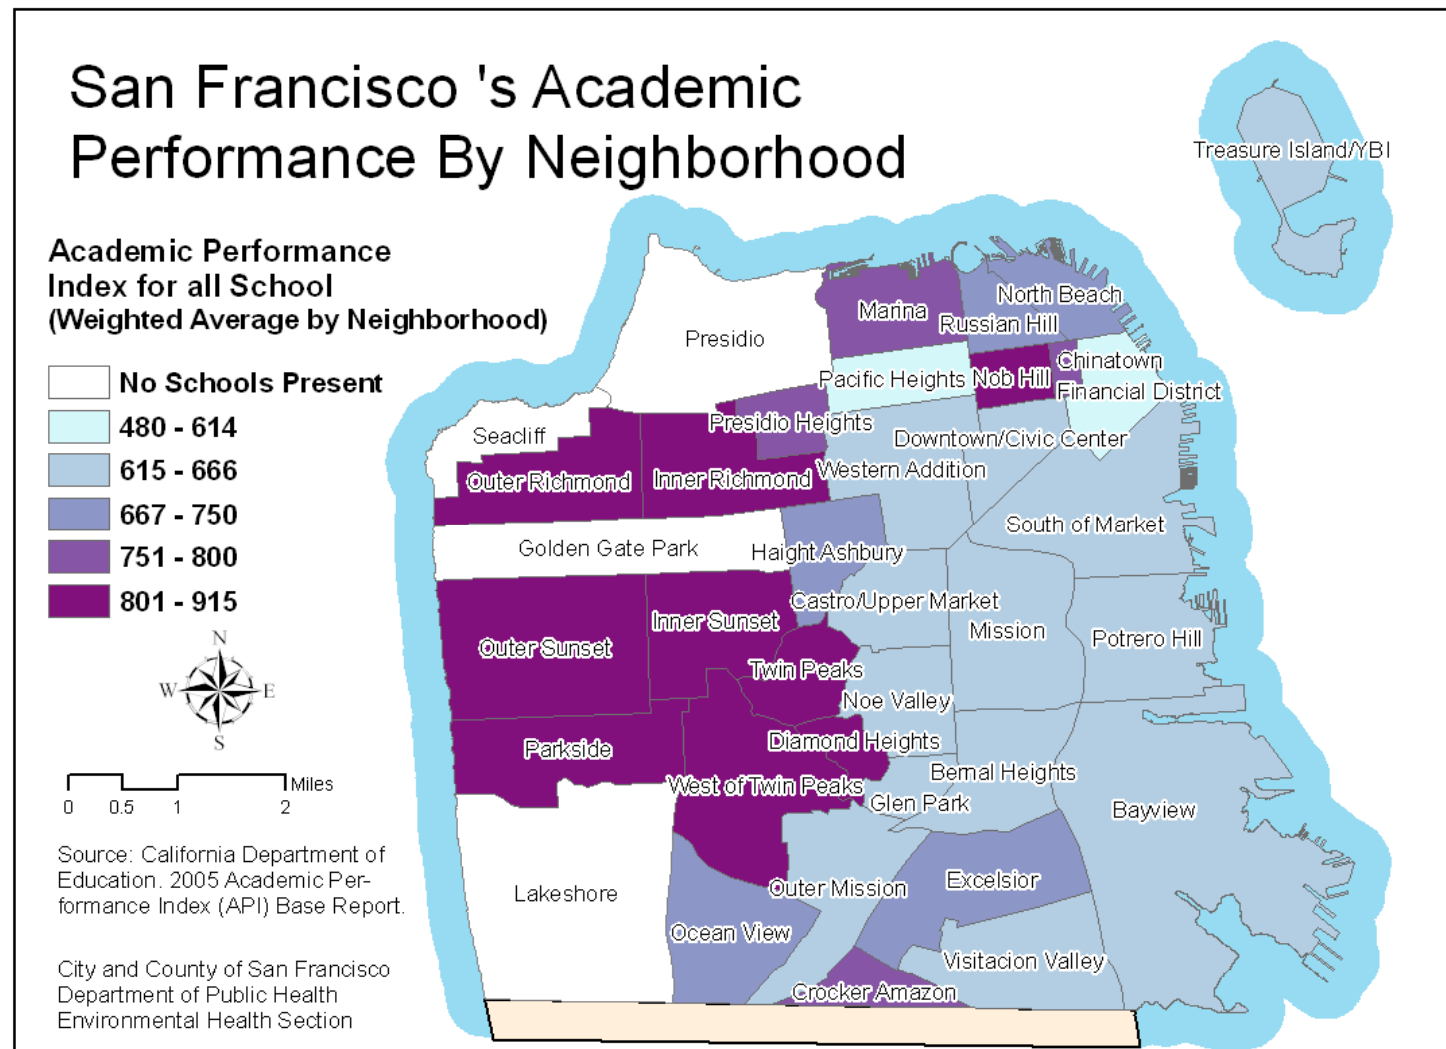 San Francisco 's Academic
Performance By Neighborhood
Academic Performance
Index for all School
(Weighted Average by Neighborhood)
No Schools Present
480 - 614
615 - 666
667 - 750
751 - 800
801 - 915
N
W
E
S
0
0.5
1
2
Miles
Source: California Department of
Education. 2005 Academic Per-
formance Index (API) Base Report.
City and County of San Francisco
Department of Public Health
Environmental Health Section
Treasure Island/YBI
North Beach
Marina
Russian Hill
Presidio
Chinatown
Pacific Heights
Nob Hill
Financial District
Presidio Heights
Seacliff
Downtown/Civic Center
Western Addition
Outer Richmond
Inner Richmond
South of Market
Golden Gate Park
Haight Ashbury
Castro/Upper Market
Inner Sunset
Mission
Potrero Hill
Outer Sunset
Twin Peaks
Noe Valley
Diamond Heights
Parkside
Bernal Heights
West of Twin Peaks
Glen Park
Bayview
Excelsior
Outer Mission
Lakeshore
Ocean View
Visitacion Valley
Crocker Amazon